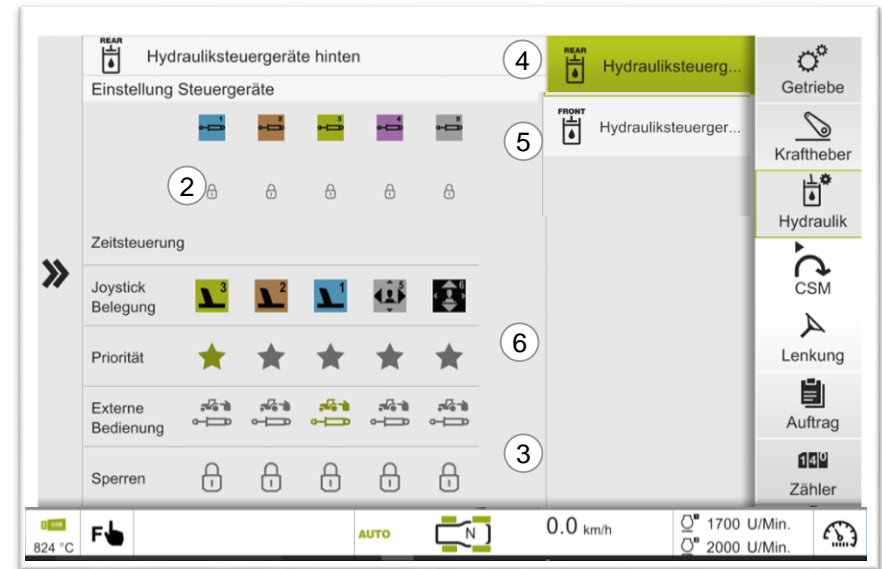 REAR
Hydrauliksteuergeräte hinten
Einstellung Steuergeräte
1 2 3 4 5
2
Zeitsteuerung
Joystick
Belegung
3 2 1 5 6
Priorität
Externe
Bedienung
Sperren
4
REAR
Hydrauliksteuerg...
5
FRONT
Hydrauliksteuerger...
6
3
Getriebe
Kraftheber
Hydraulik
CSM
Lenkung
Auftrag
Zähler
USB
824 °C
F
AUTO
N
0.0 km/h
1700 U/Min.
2000 U/Min.